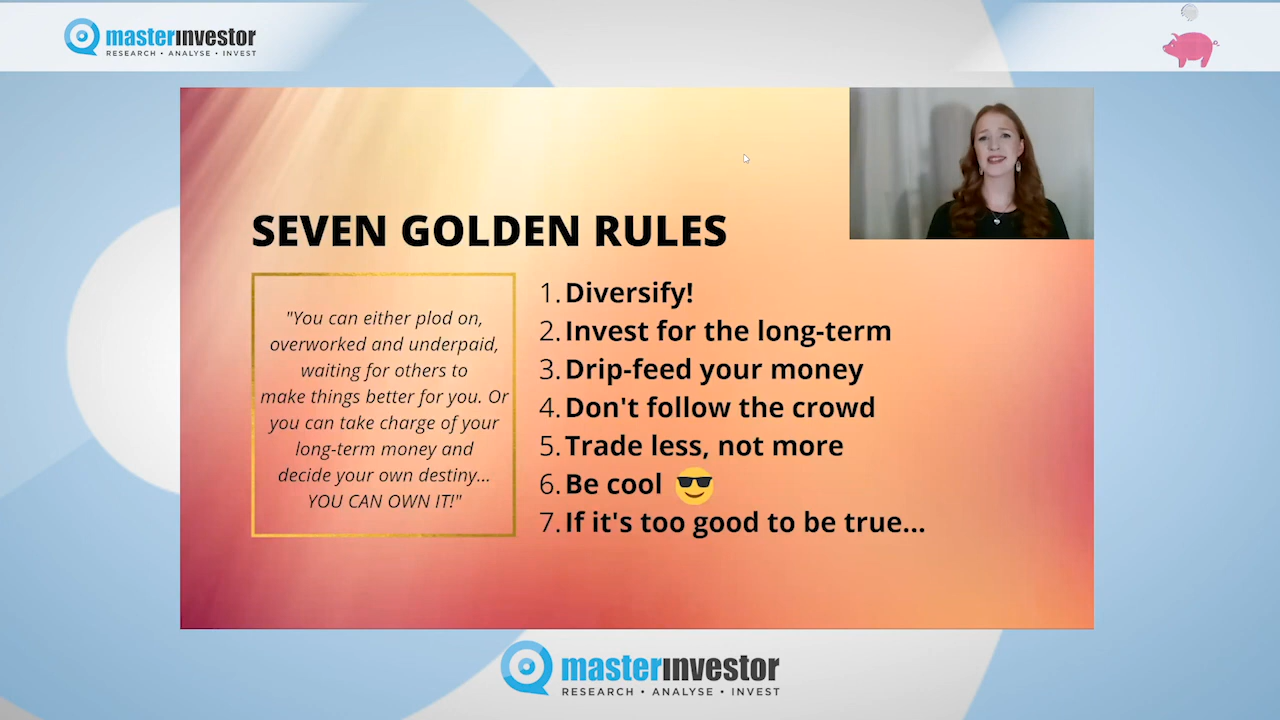 masterinvestor
RESEARCH • ANALYSE • INVEST
SEVEN GOLDEN RULES
"You can either plod on,
overworked and underpaid,
waiting for others to
make things better for you. Or
you can take charge of your
long-term money and
decide your own destiny...
YOU CAN OWN IT!"
1. Diversify!
2. Invest for the long-term
3. Drip-feed your money
4. Don't follow the crowd
5. Trade less, not more
6. Be cool 😎
7. If it's too good to be true...
masterinvestor
RESEARCH • ANALYSE • INVEST